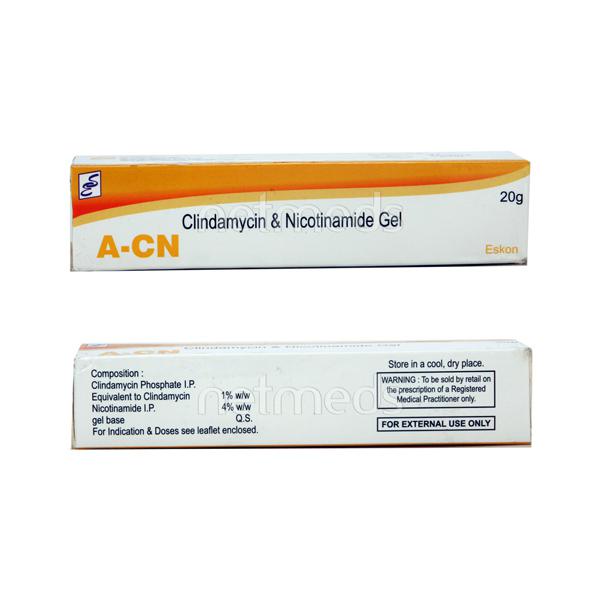 20g
Clindamycin & Nicotinamide Gel
A-CN
Eskon
netmeds
A-CN
Clindamycin & Nicotinamide Gel
Composition :
Clindamycin Phosphate I.P.
Equivalent to Clindamycin 1% w/w
Nicotinamide I.P. 4% w/w
gel base Q.S.
For Indication & Doses see leaflet enclosed.
Store in a cool, dry place.
WARNING : To be sold by retail on
the prescription of a Registered
Medical Practitioner only.
FOR EXTERNAL USE ONLY
netmeds